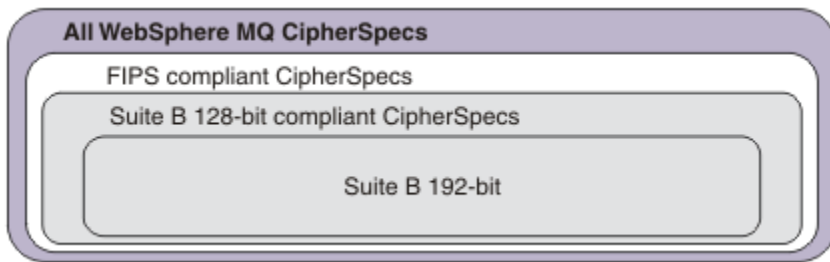 All WebSphere MQ CipherSpecs
FIPS compliant CipherSpecs
Suite B 128-bit compliant CipherSpecs
Suite B 192-bit